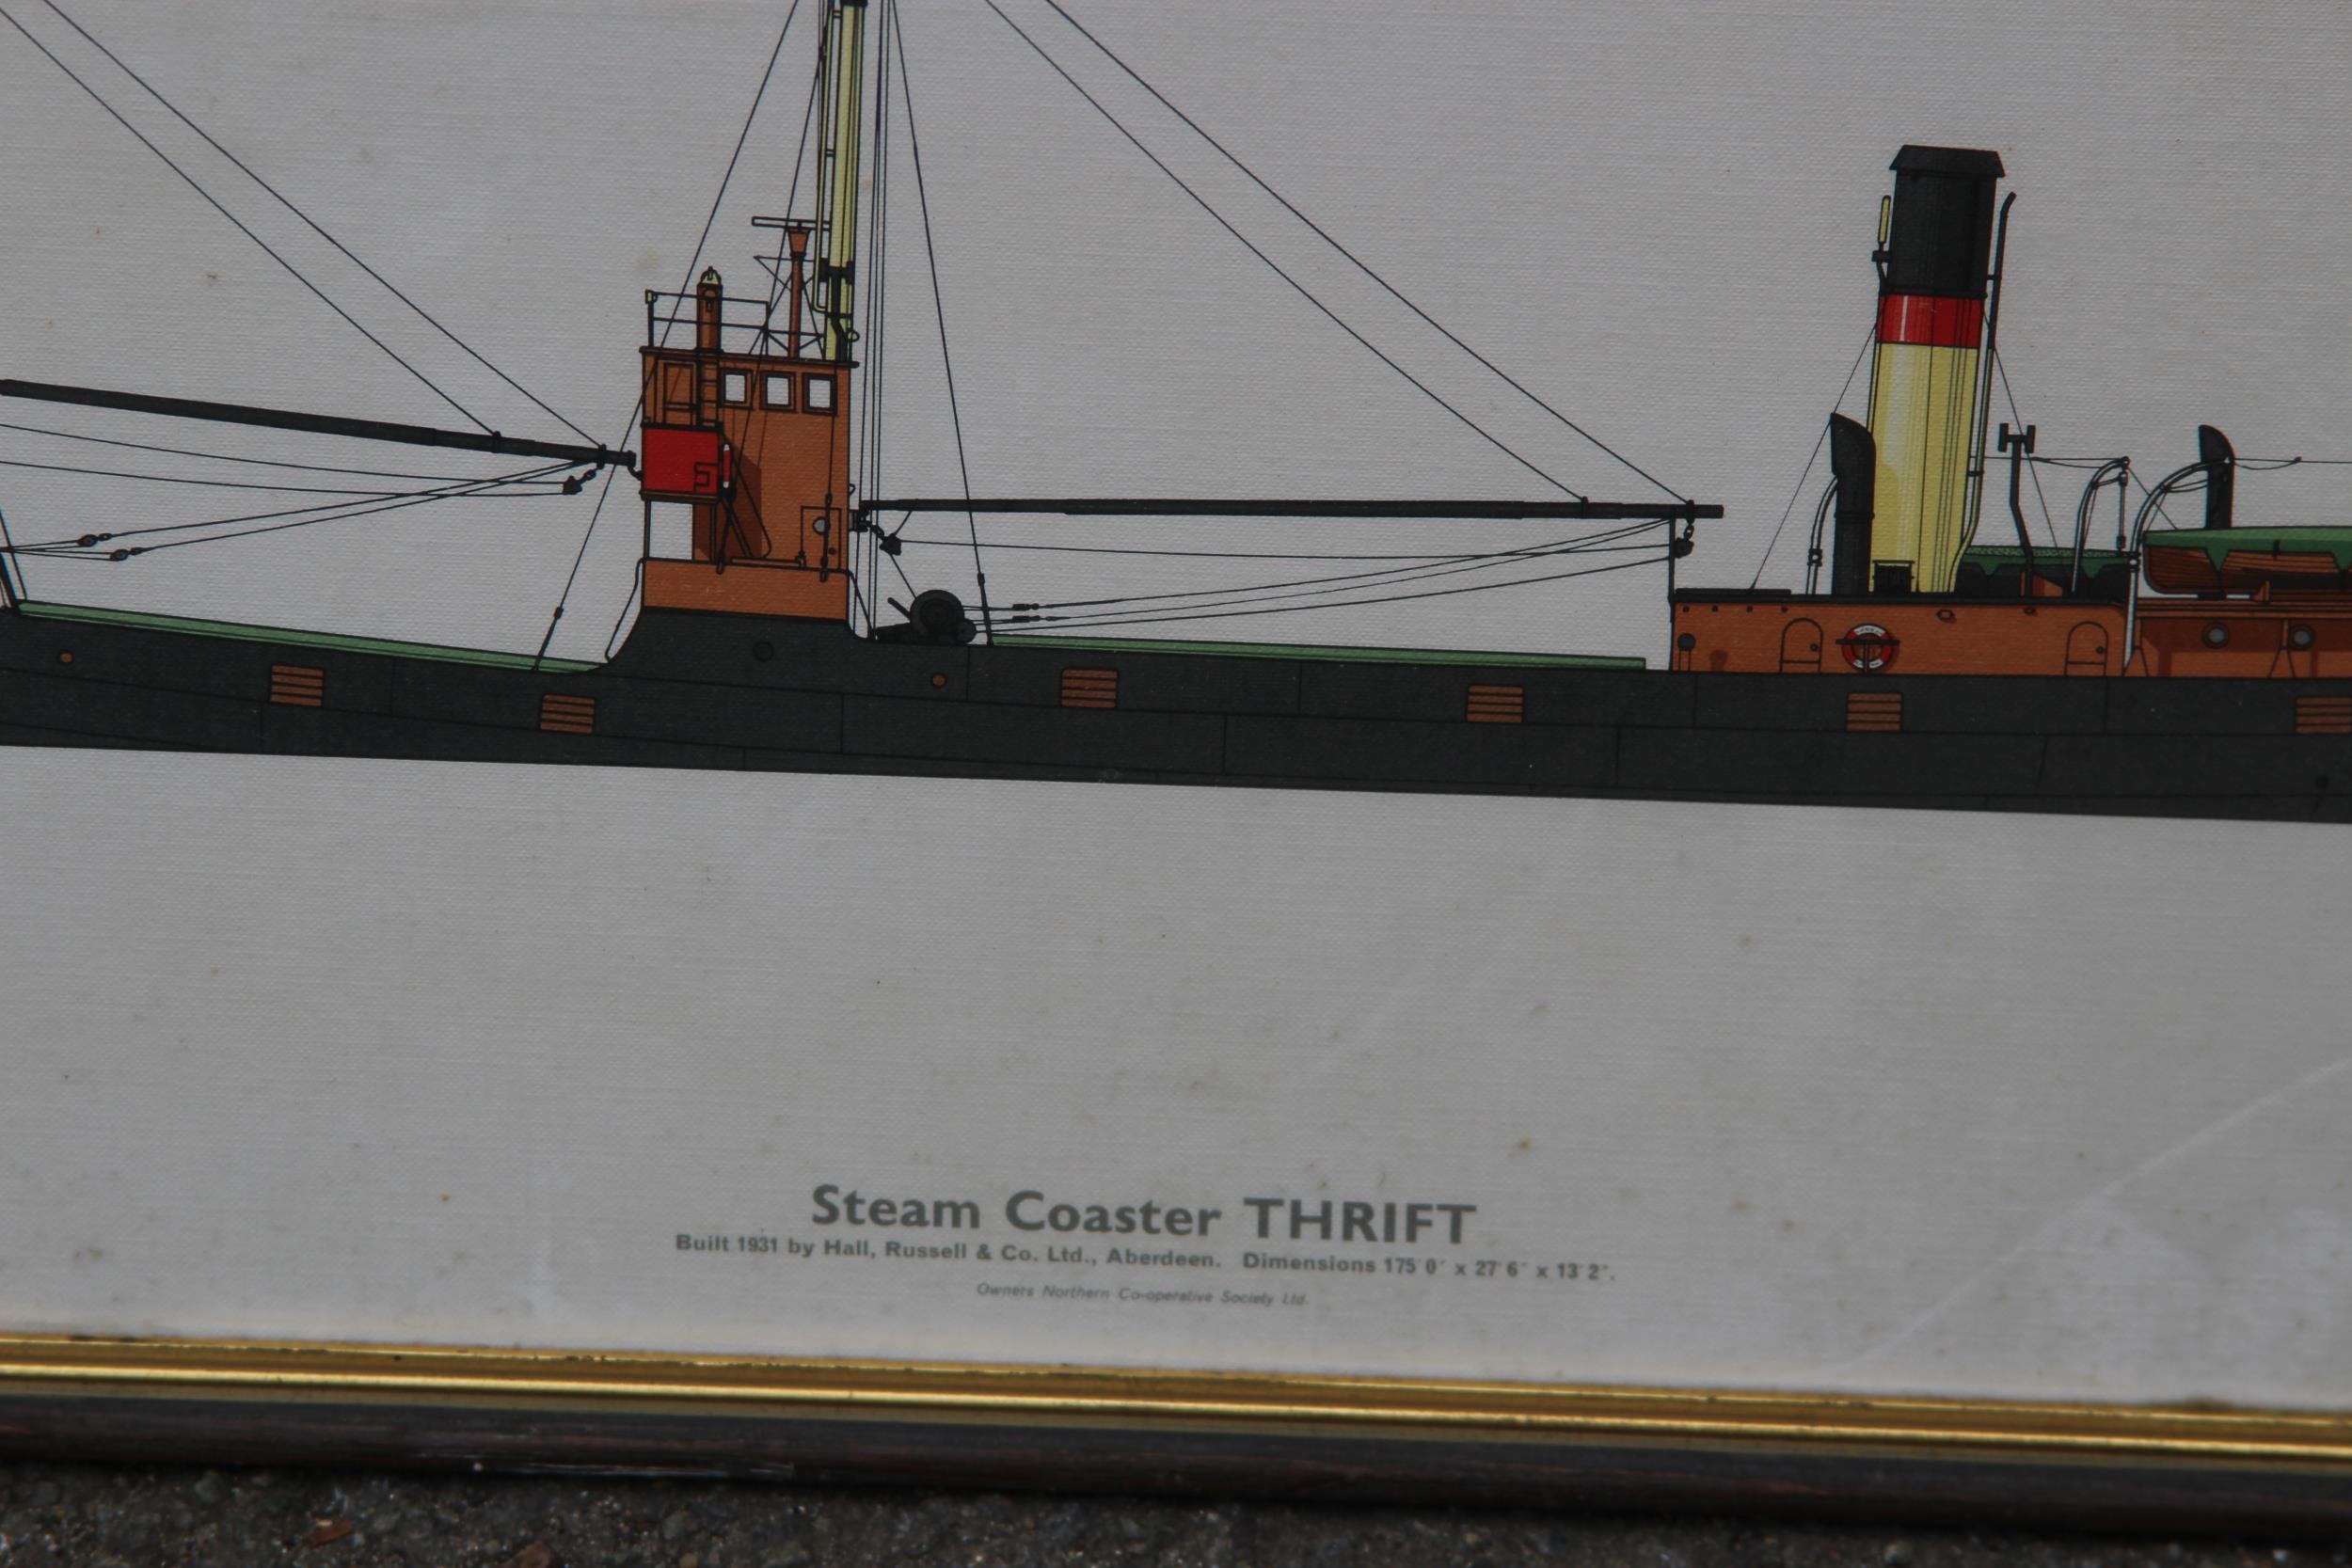 Steam Coaster THRIFT
Built 1931 by Hall, Russell & Co. Ltd., Aberdeen. Dimensions 175' 0" x 27' 6" x 13' 2".
Owners Northern Co-operative Society Ltd.